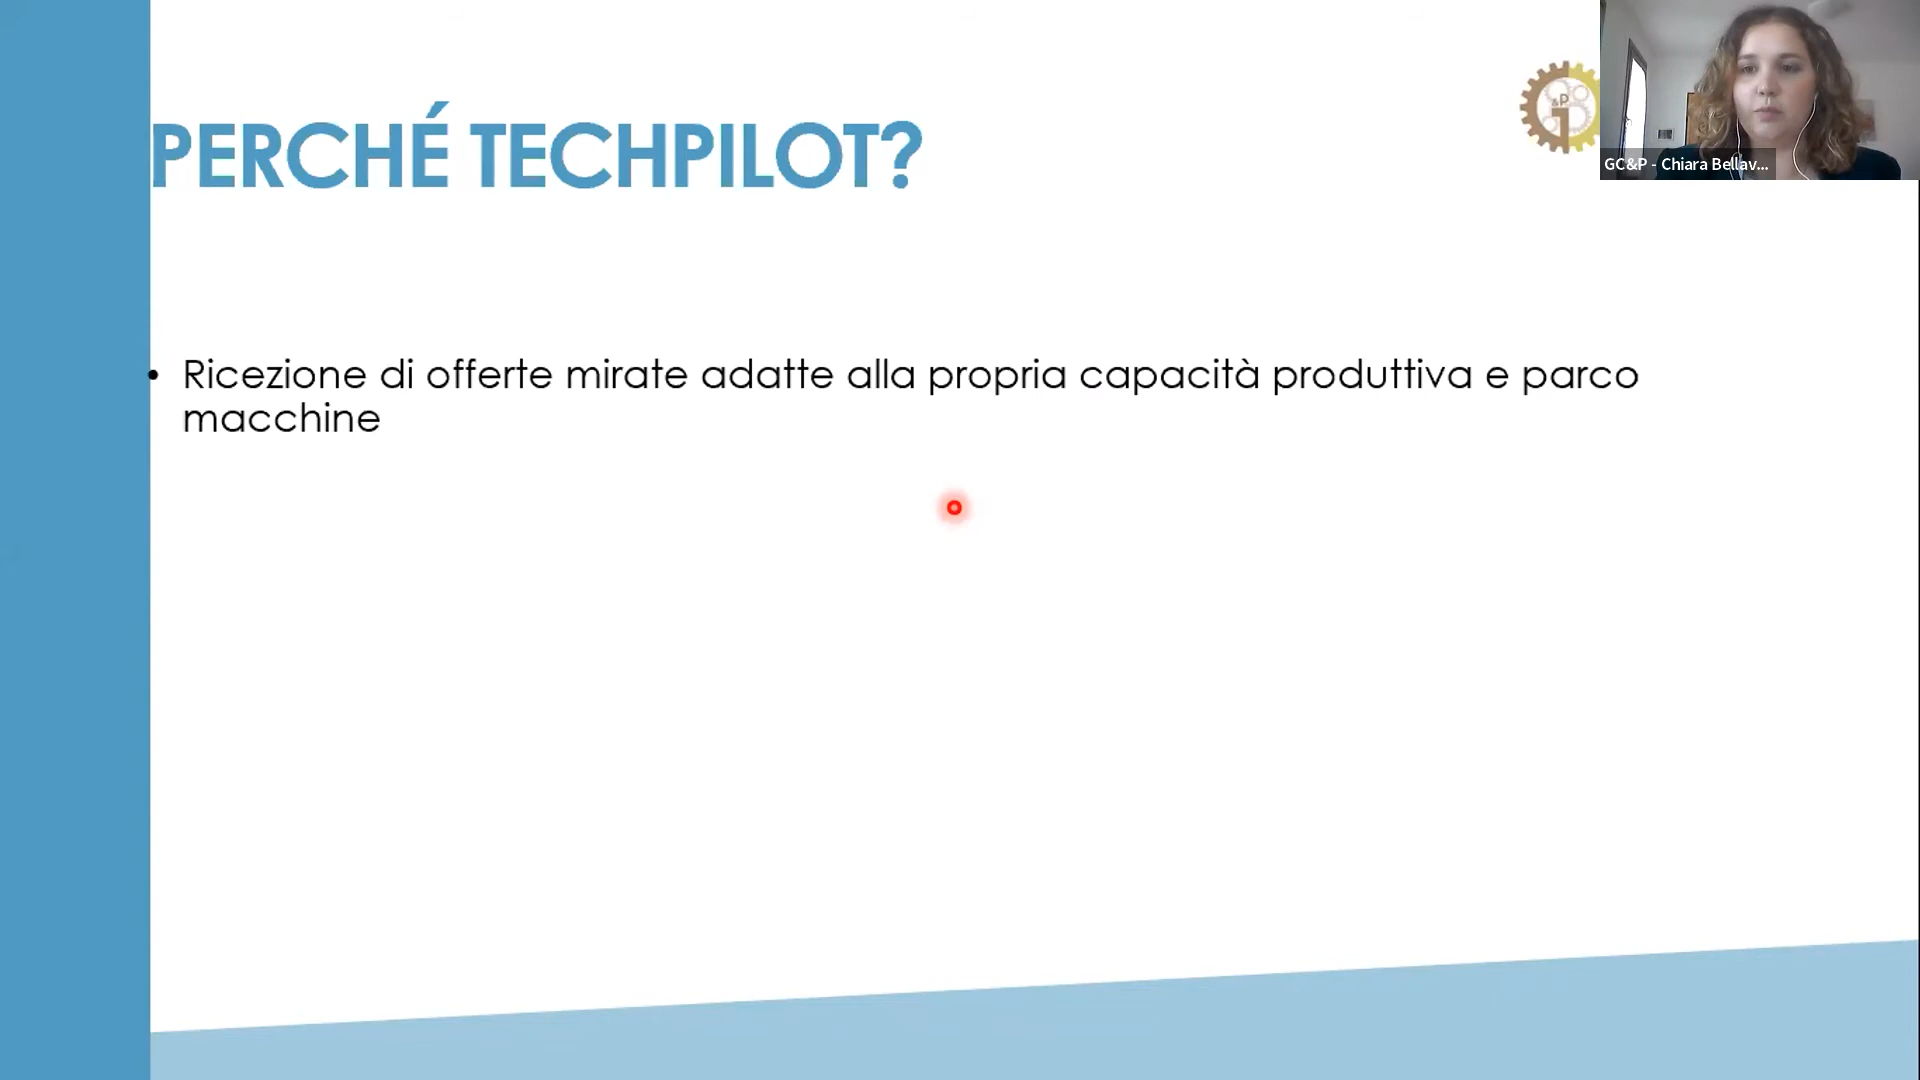 PERCHÉ TECHPILOT?
&P
GC&P - Chiara Bellav...
• Ricezione di offerte mirate adatte alla propria capacità produttiva e parco
macchine